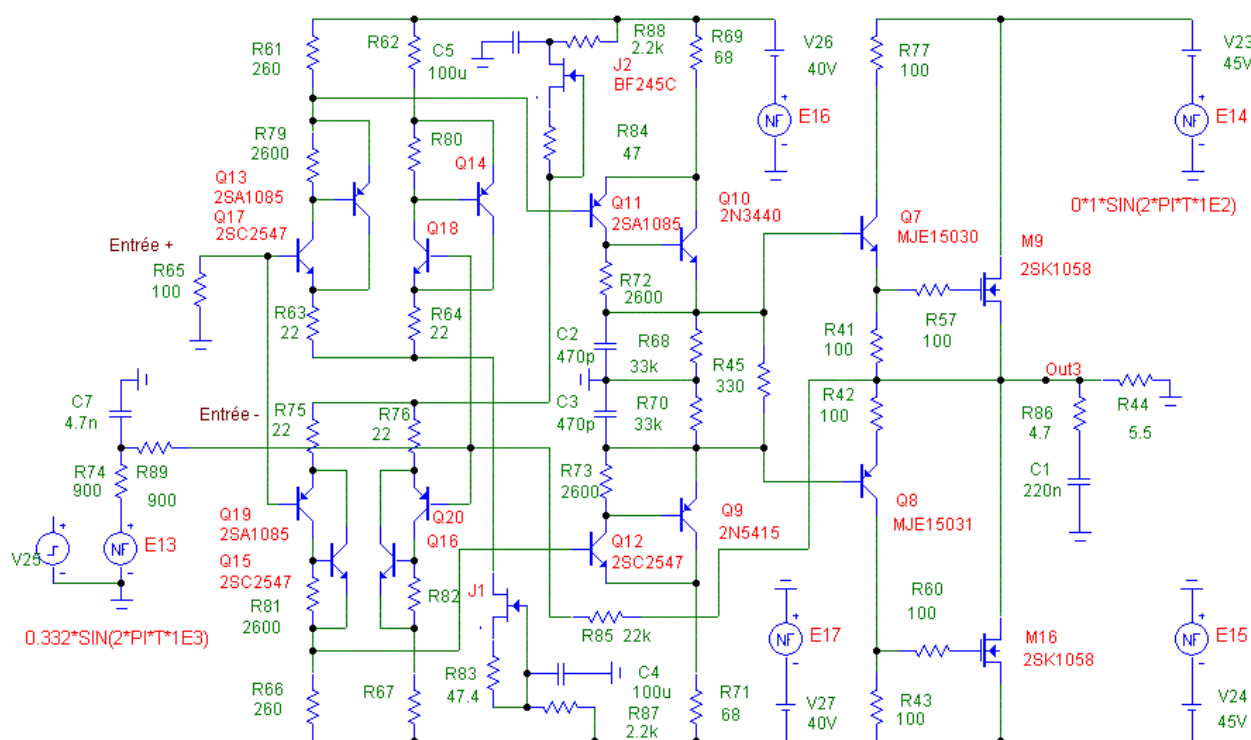 R61
260
R62
C5
100u
R88
2.2k
J2
BF245C
R69
68
V26
40V
E16
NF
R77
100
V23
45V
E14
NF
R79
2600
R80
Q14
R84
47
Q13
2SA1085
Q17
2SC2547
Q18
Q11
2SA1085
Q10
2N3440
0*1*SIN(2*PI*T*1E2)
Q7
MJE15030
M9
2SK1058
Entrée +
R65
100
R63
22
R64
22
R72
2600
R57
100
R41
100
C2
470p
R68
33k
R45
330
Out3
R42
100
R44
5.5
C7
4.7n
Entrée -
R75
22
R76
22
C3
470p
R70
33k
R86
4.7
C1
220n
R74
900
R89
900
R73
2600
Q8
MJE15031
Q19
2SA1085
Q20
Q9
2N5415
V25
E13
NF
Q15
2SC2547
Q16
Q12
2SC2547
R81
2600
R82
J1
R60
100
0.332*SIN(2*PI*T*1E3)
R85
22k
E17
NF
M16
2SK1058
E15
NF
R66
260
R67
R83
47.4
C4
100u
R87
2.2k
R71
68
V27
40V
R43
100
V24
45V